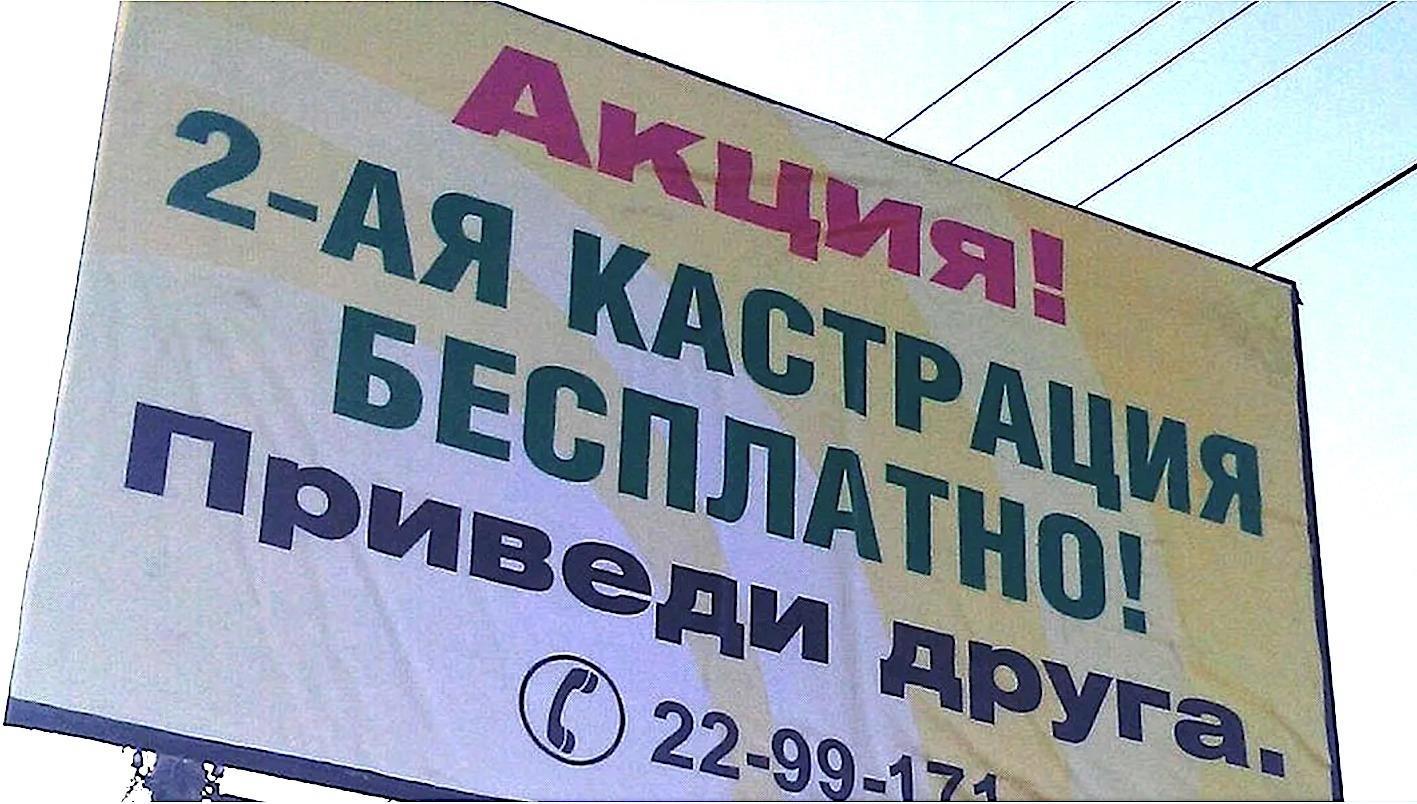 Акция!
2-АЯ КАСТРАЦИЯ
БЕСПЛАТНО!
Приведи друга.
22-99-171